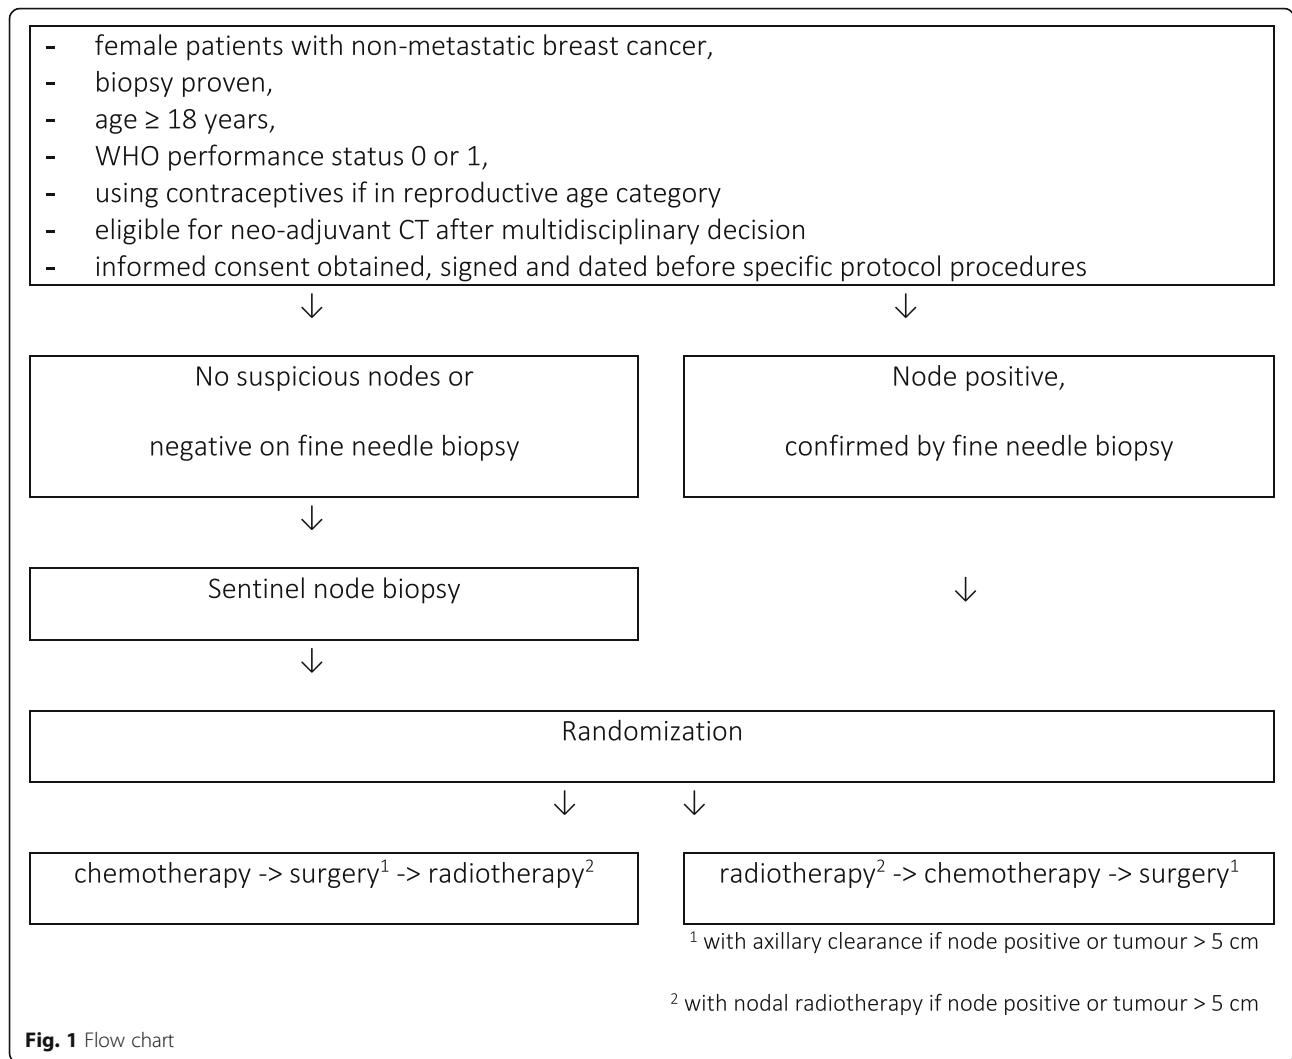 - female patients with non-metastatic breast cancer,
- biopsy proven,
- age ≥ 18 years,
- WHO performance status 0 or 1,
- using contraceptives if in reproductive age category
- eligible for neo-adjuvant CT after multidisciplinary decision
- informed consent obtained, signed and dated before specific protocol procedures
↓ ↓
No suspicious nodes or
negative on fine needle biopsy
Node positive,
confirmed by fine needle biopsy
↓
Sentinel node biopsy
↓
↓
Randomization
↓ ↓
chemotherapy -> surgery¹ -> radiotherapy²
radiotherapy² -> chemotherapy -> surgery¹
¹ with axillary clearance if node positive or tumour > 5 cm
² with nodal radiotherapy if node positive or tumour > 5 cm
Fig. 1 Flow chart